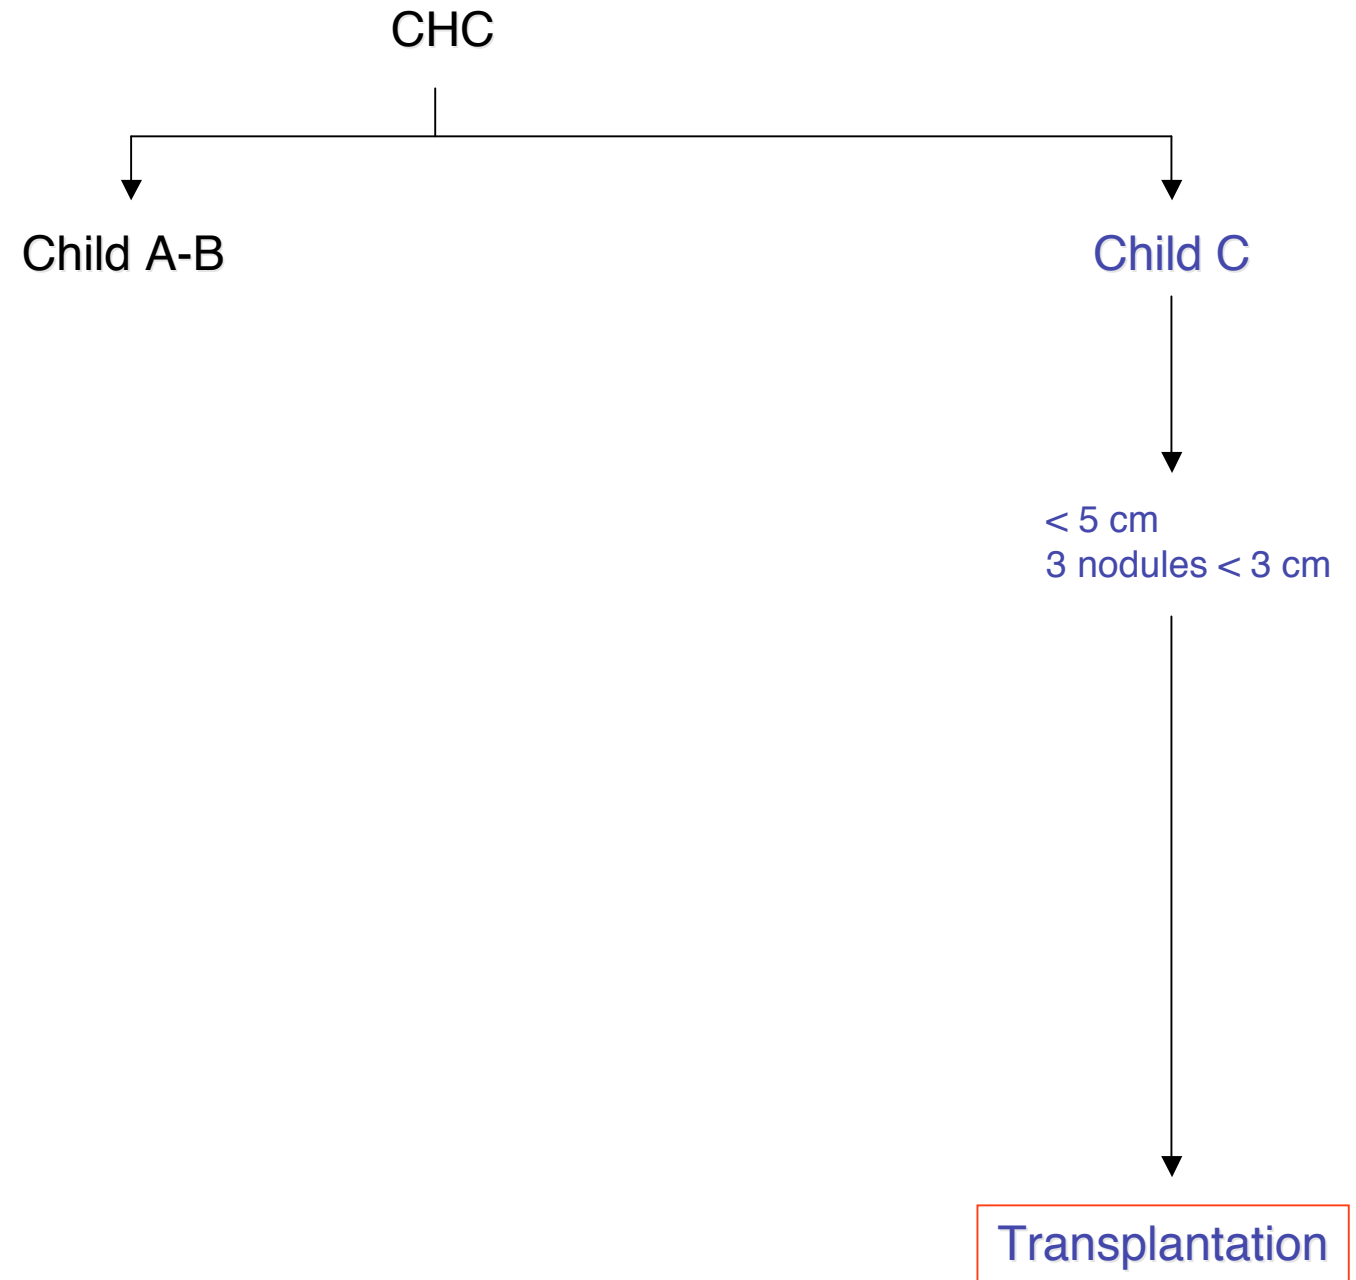 CHC
Child A-B
Child C
< 5 cm
3 nodules < 3 cm
Transplantation